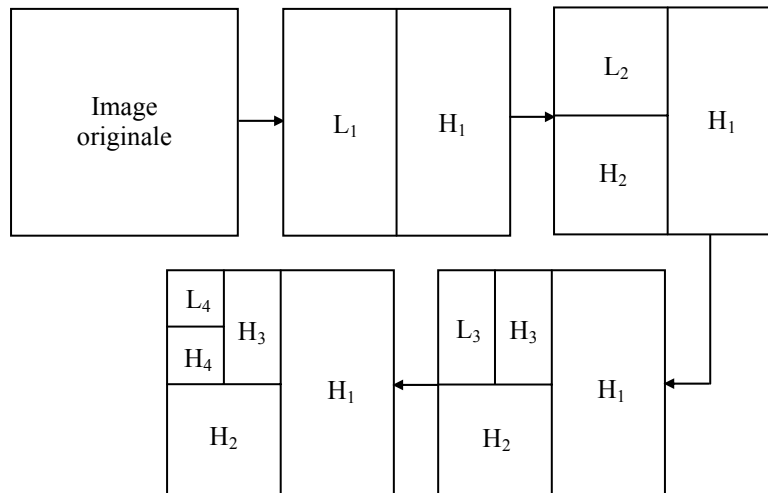 Image
originale
L₁ H₁
L₂
H₁
H₂
L₄
H₃
H₄
H₁
H₂
L₃ H₃
H₁
H₂